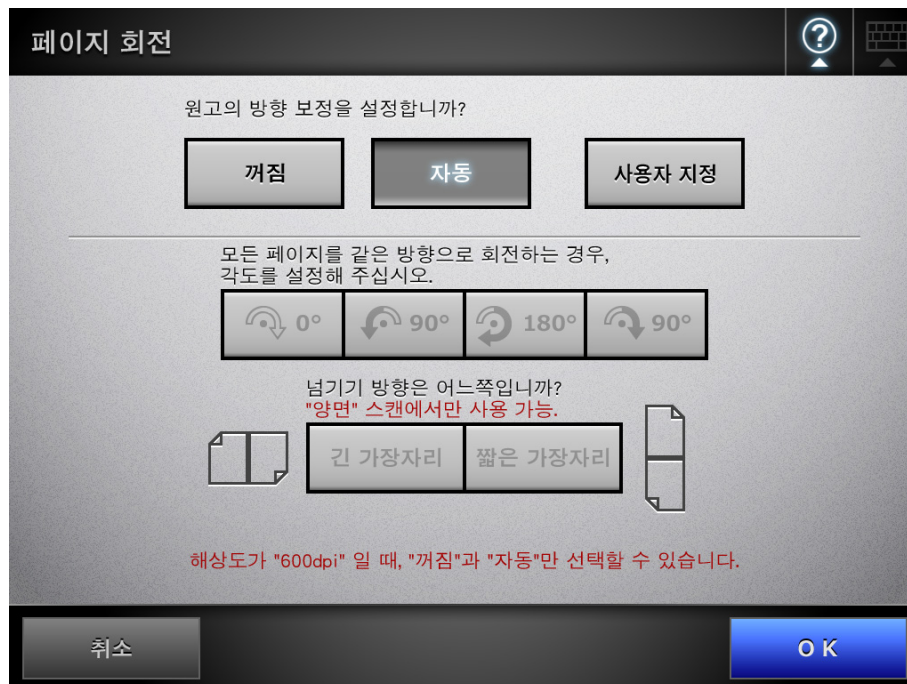 페이지 회전
?
원고의 방향 보정을 설정합니까?
꺼짐 자동 사용자 지정
모든 페이지를 같은 방향으로 회전하는 경우,
각도를 설정해 주십시오.
0° 90° 180° 90°
넘기기 방향은 어느쪽입니까?
"양면" 스캔에서만 사용 가능.
긴 가장자리 짧은 가장자리
해상도가 "600dpi" 일 때, "꺼짐"과 "자동"만 선택할 수 있습니다.
취소 OK